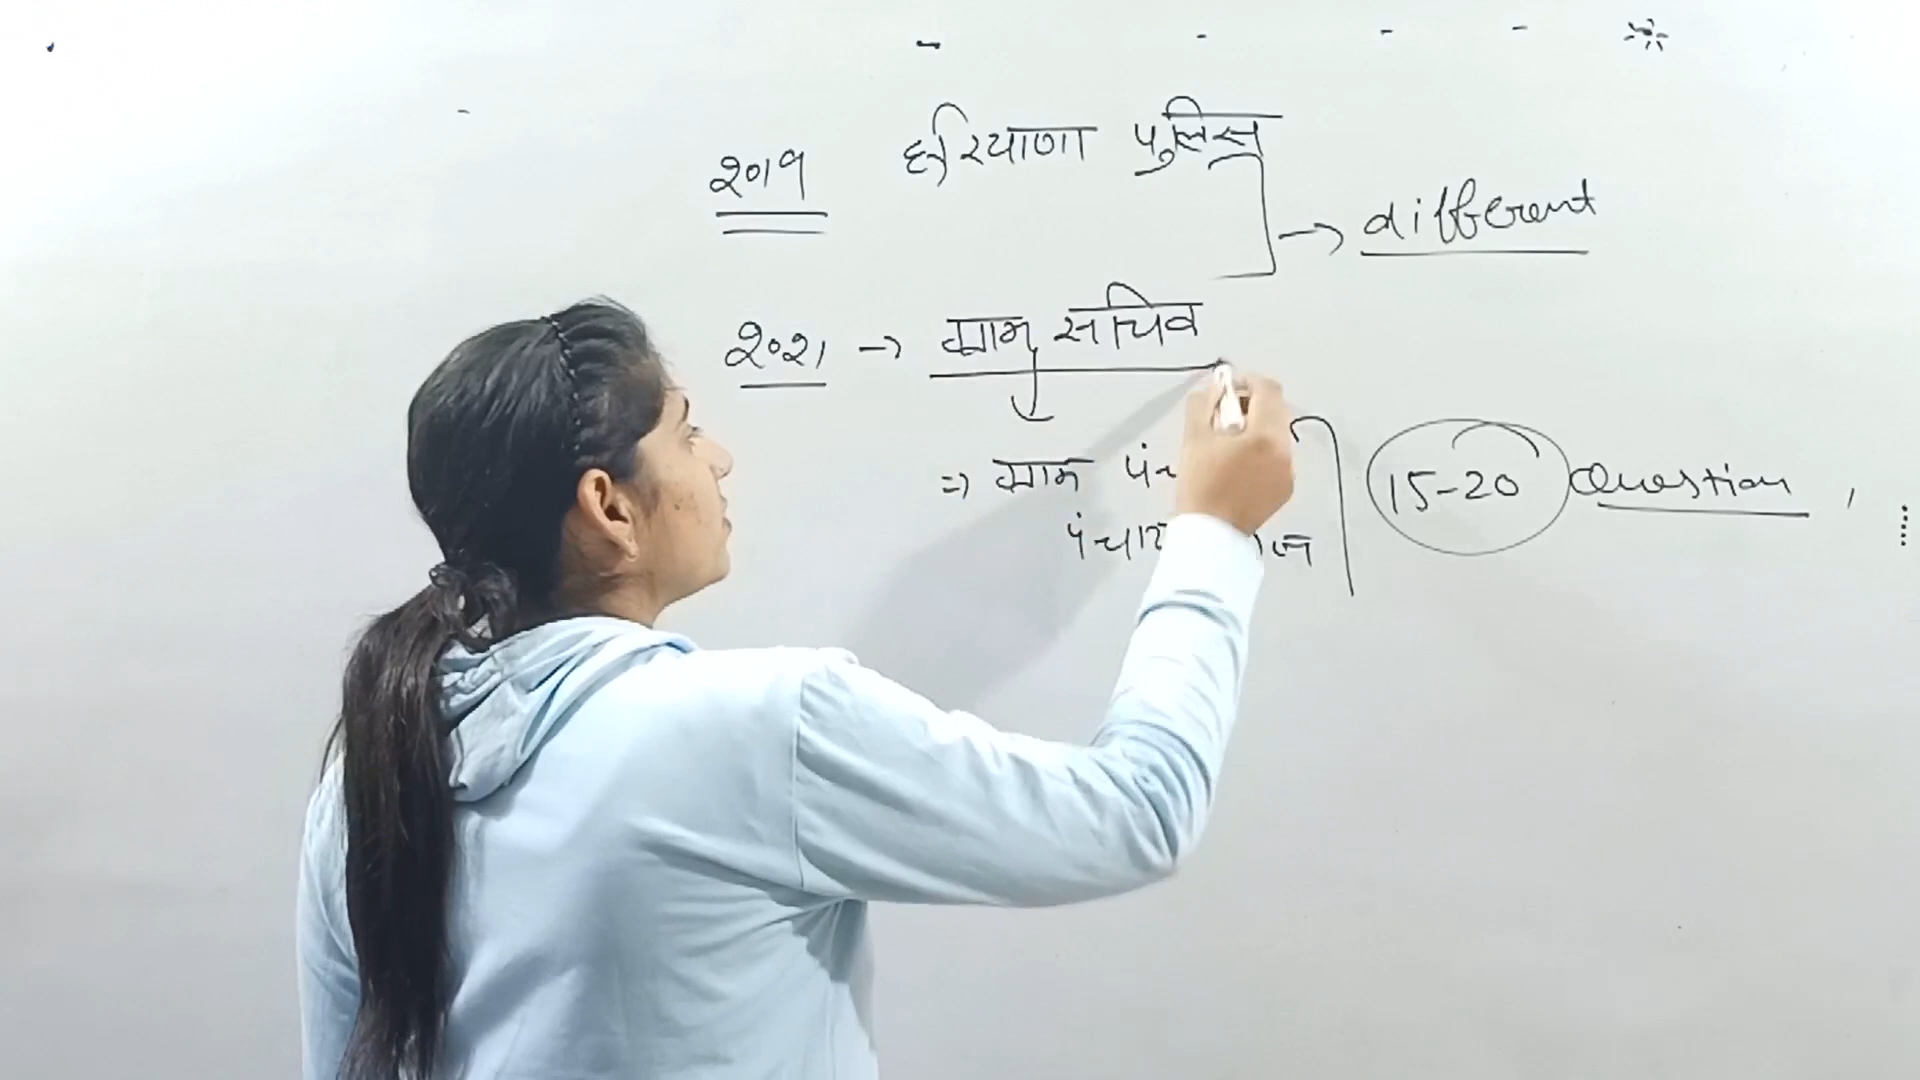 २०१९ हरियाणा पुलिस
→ different
२०२१ → ग्राम सचिव
⇒ ग्राम
15-20 Question